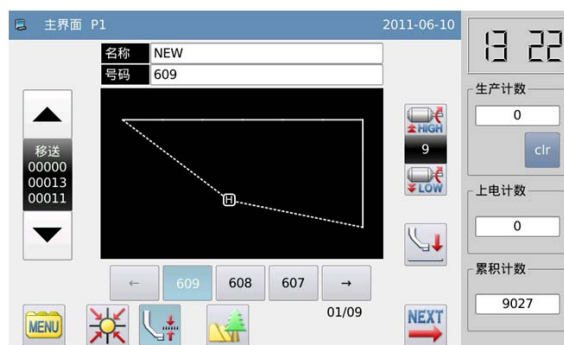 主界面 P1
2011-06-10
13 22
名称 NEW
号码 609
生产计数
0
clr
移送
00000
00013
00011
HIGH
9
LOW
H
上电计数
0
累积计数
9027
← 609 608 607 →
01/09
MENU
NEXT